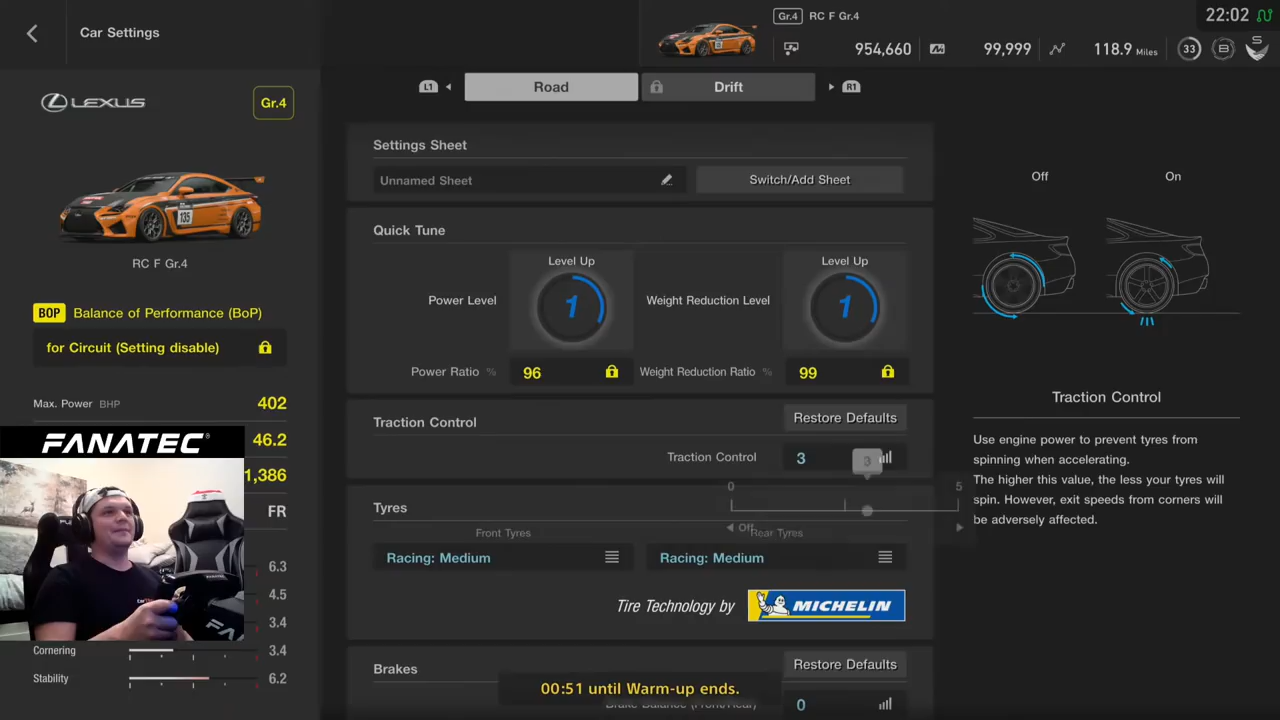 Car Settings
Gr.4 RC F Gr.4
22:02
954,660
99,999
118.9 Miles
33
B
S
LEXUS
Gr.4
135
RC F Gr.4
BOP Balance of Performance (BoP)
for Circuit (Setting disable)
Max. Power BHP 402
46.2
1,386
FR
6.3
4.5
3.4
Cornering 3.4
Stability 6.2
FANATEC
L1 Road Drift R1
Settings Sheet
Unnamed Sheet Switch/Add Sheet
Quick Tune
Level Up Level Up
Power Level 1 Weight Reduction Level 1
Power Ratio % 96 Weight Reduction Ratio % 99
Traction Control Restore Defaults
Traction Control 3 3
0 5
Off
Tyres
Front Tyres Rear Tyres
Racing: Medium Racing: Medium
Tire Technology by MICHELIN
Brakes Restore Defaults
Brake Balance (Front/Rear) 0
00:51 until Warm-up ends.
Off On
Traction Control
Use engine power to prevent tyres from
spinning when accelerating.
The higher this value, the less your tyres will
spin. However, exit speeds from corners will
be adversely affected.